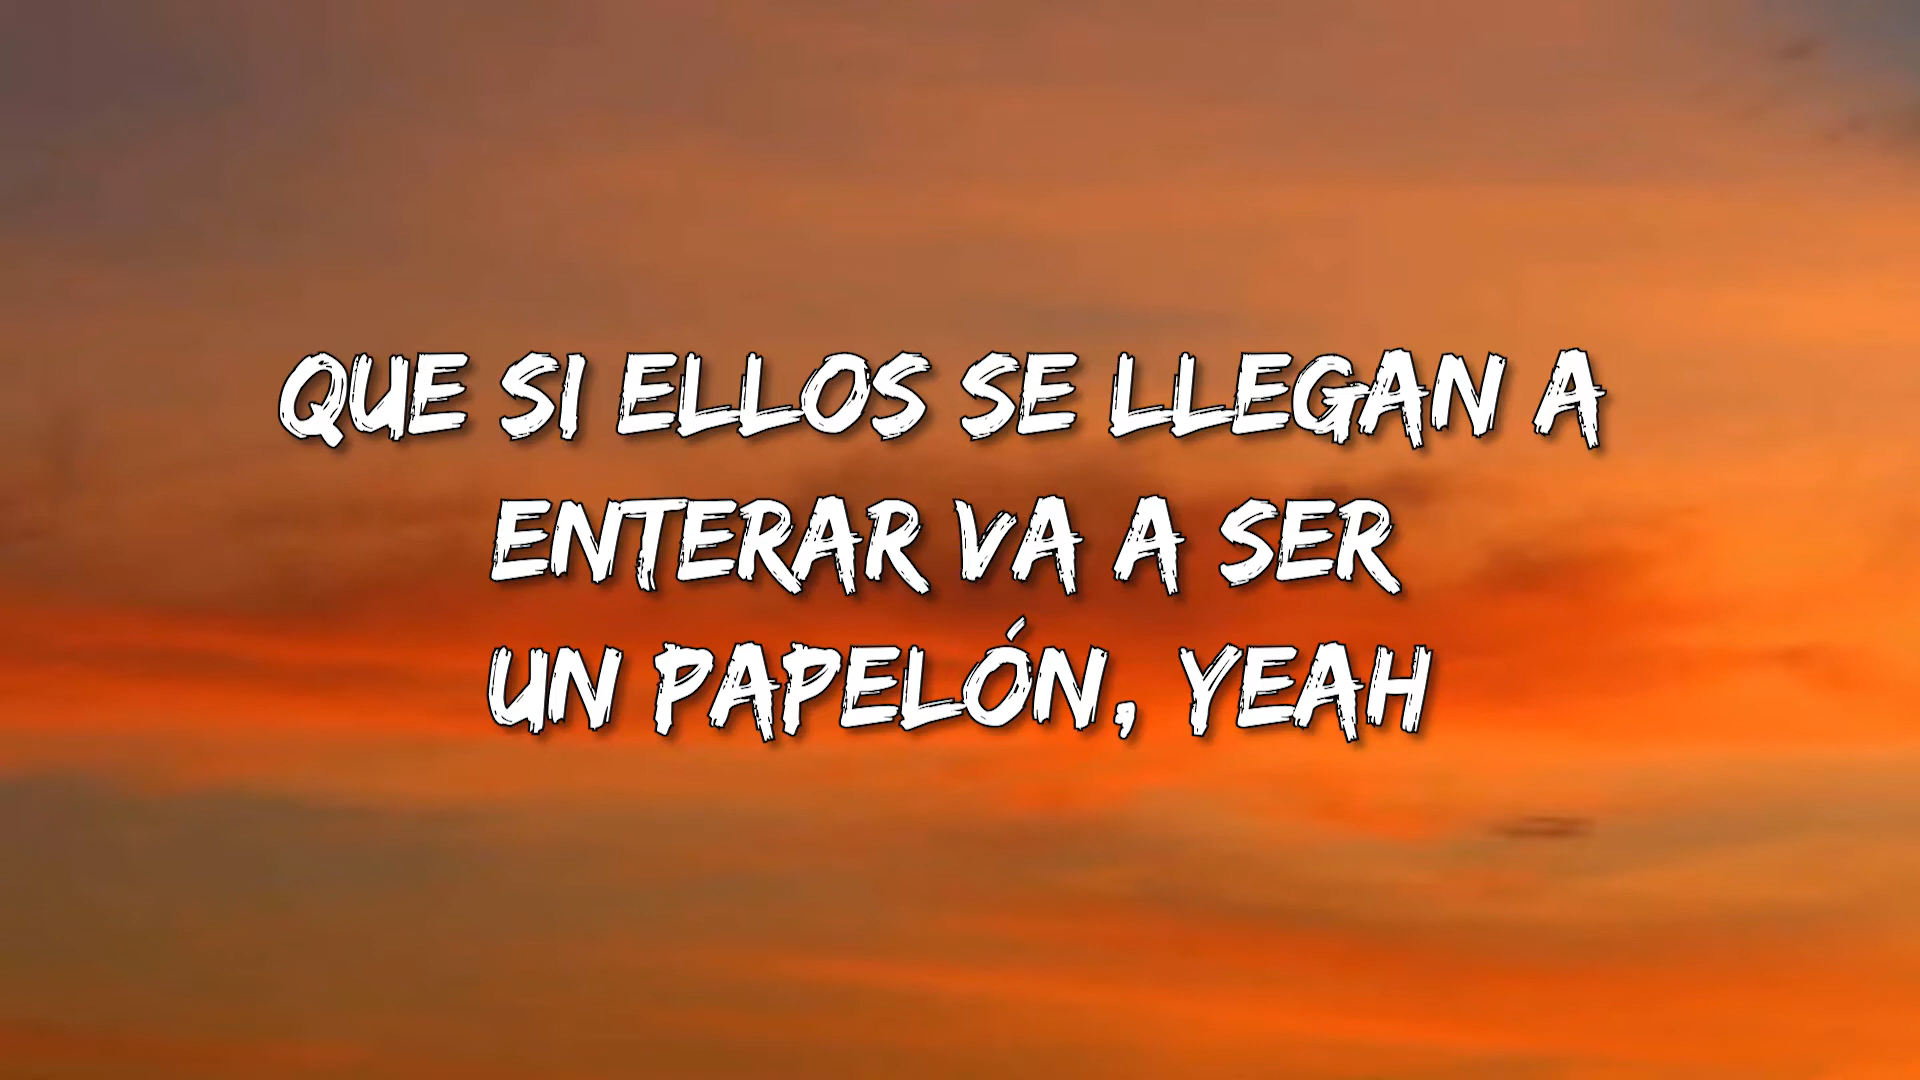 QUE SI ELLOS SE LLEGAN A
ENTERAR VA A SER
UN PAPELÓN, YEAH